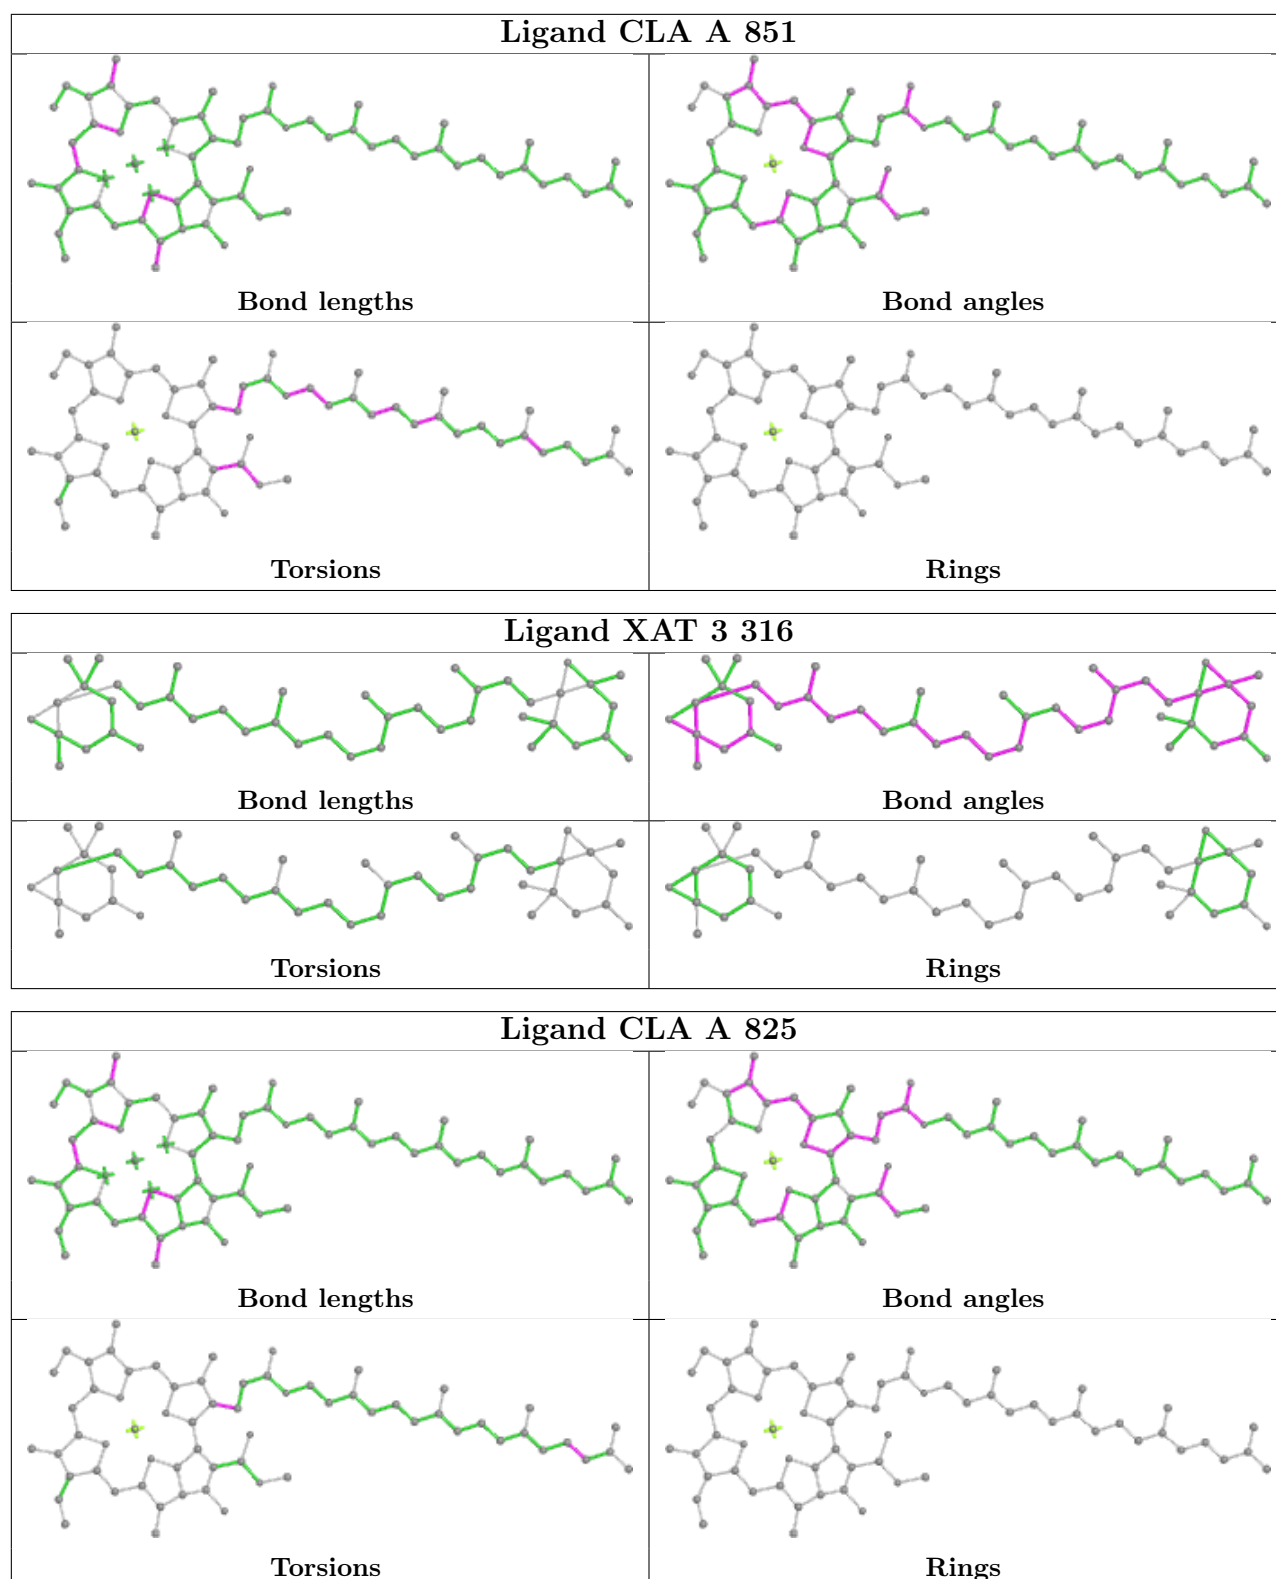 Ligand CLA A 851
Bond lengths
Bond angles
Torsions
Rings
Ligand XAT 3 316
Bond lengths
Bond angles
Torsions
Rings
Ligand CLA A 825
Bond lengths
Bond angles
Torsions
Rings